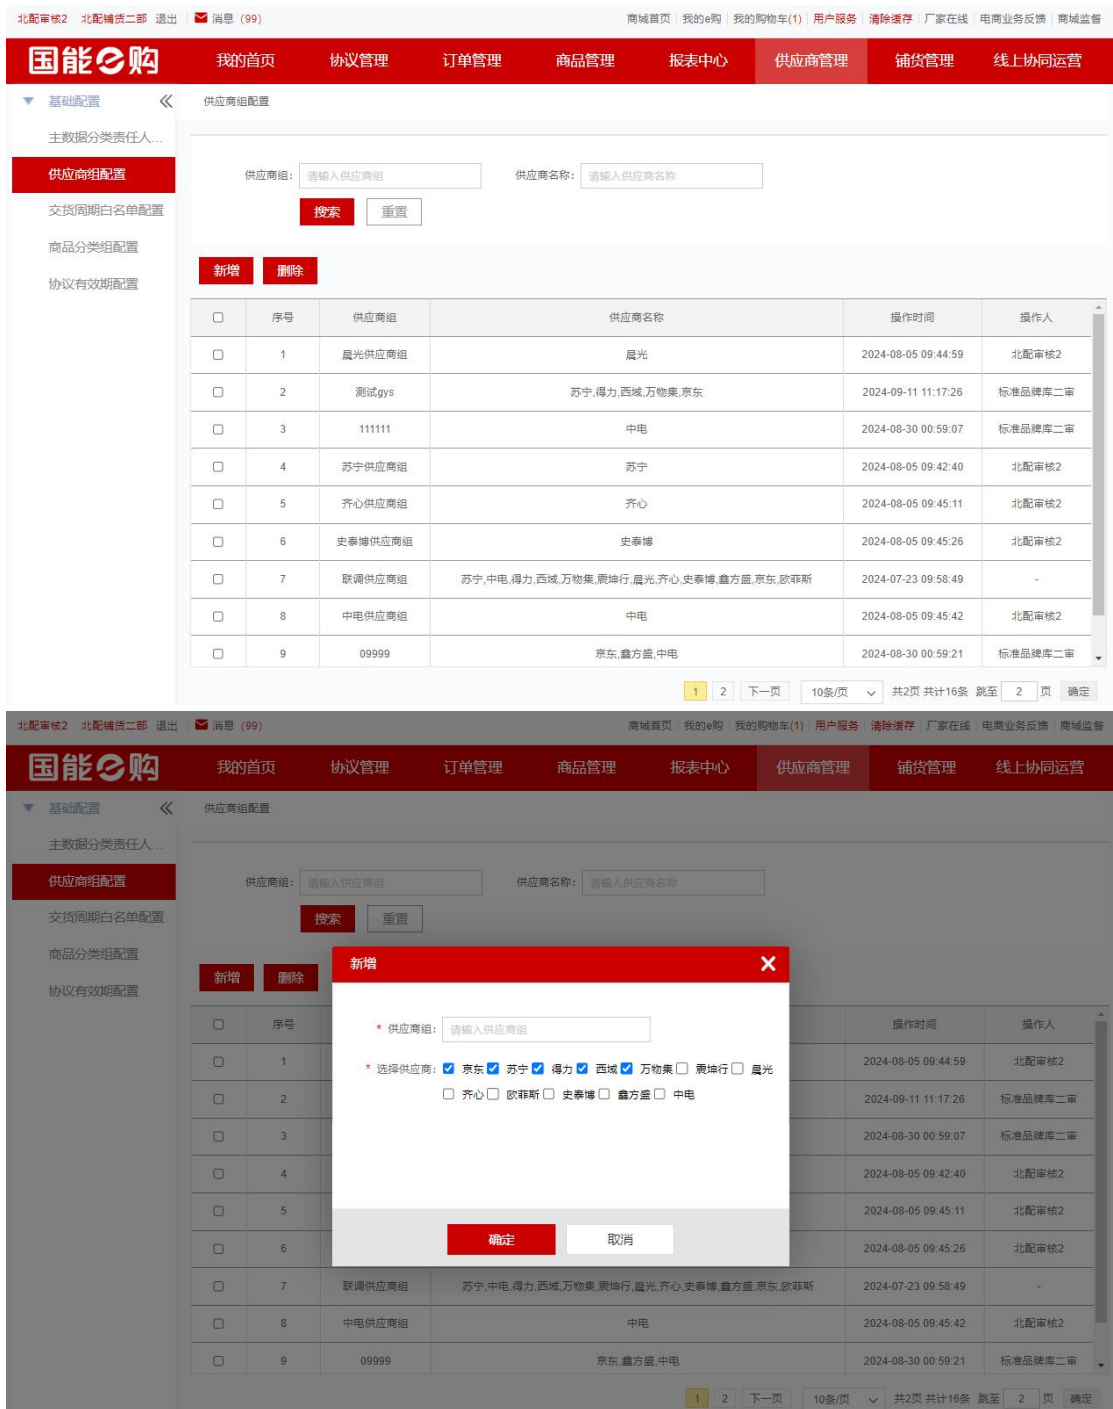 北配审核2 北配铺货二部 退出 消息 (99) 商城首页 我的e购 我的购物车(1) 用户服务 清除缓存 厂家在线 电商业务反馈 商城监督
国能e购 我的首页 协议管理 订单管理 商品管理 报表中心 供应商管理 铺货管理 线上协同运营
基础配置 供应商组配置
主数据分类责任人...
供应商组配置 供应商组: 请输入供应商组 供应商名称: 请输入供应商名称
交货周期白名单配置 搜索 重置
商品分类组配置
新增 删除
协议有效期配置
序号 供应商组 供应商名称 操作时间 操作人
1 晨光供应商组 晨光 2024-08-05 09:44:59 北配审核2
2 测试gys 苏宁,得力,西域,万物集,京东 2024-09-11 11:17:26 标准品牌库二审
3 111111 中电 2024-08-30 00:59:07 标准品牌库二审
4 苏宁供应商组 苏宁 2024-08-05 09:42:40 北配审核2
5 齐心供应商组 齐心 2024-08-05 09:45:11 北配审核2
6 史泰博供应商组 史泰博 2024-08-05 09:45:26 北配审核2
7 联调供应商组 苏宁,中电,得力,西域,万物集,震坤行,晨光,齐心,史泰博,鑫方盛,京东,欧菲斯 2024-07-23 09:58:49 -
8 中电供应商组 中电 2024-08-05 09:45:42 北配审核2
9 09999 京东,鑫方盛,中电 2024-08-30 00:59:21 标准品牌库二审
1 2 下一页 10条/页 共2页 共计16条 跳至 2 页 确定
北配审核2 北配铺货二部 退出 消息 (99) 商城首页 我的e购 我的购物车(1) 用户服务 清除缓存 厂家在线 电商业务反馈 商城监督
国能e购 我的首页 协议管理 订单管理 商品管理 报表中心 供应商管理 铺货管理 线上协同运营
基础配置 供应商组配置
主数据分类责任人...
供应商组配置 供应商组: 请输入供应商组 供应商名称: 请输入供应商名称
交货周期白名单配置 搜索 重置
商品分类组配置
新增 删除
协议有效期配置
新增
* 供应商组: 请输入供应商组
* 选择供应商: 京东 苏宁 得力 西域 万物集 震坤行 晨光
齐心 欧菲斯 史泰博 鑫方盛 中电
确定 取消
序号 操作时间 操作人
1 2024-08-05 09:44:59 北配审核2
2 2024-09-11 11:17:26 标准品牌库二审
3 2024-08-30 00:59:07 标准品牌库二审
4 2024-08-05 09:42:40 北配审核2
5 2024-08-05 09:45:11 北配审核2
6 2024-08-05 09:45:26 北配审核2
7 联调供应商组 苏宁,中电,得力,西域,万物集,震坤行,晨光,齐心,史泰博,鑫方盛,京东,欧菲斯 2024-07-23 09:58:49 -
8 中电供应商组 中电 2024-08-05 09:45:42 北配审核2
9 09999 京东,鑫方盛,中电 2024-08-30 00:59:21 标准品牌库二审
1 2 下一页 10条/页 共2页 共计16条 跳至 2 页 确定